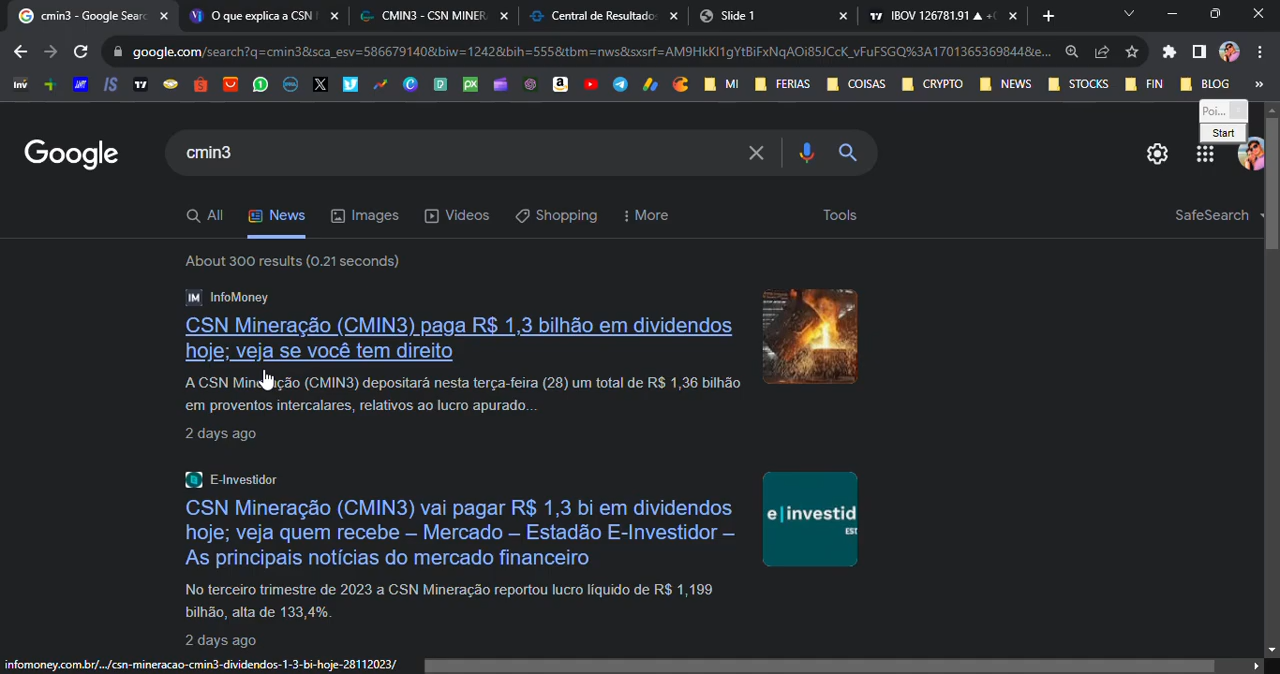 cmin3 - Google Searc
O que explica a CSN
CMIN3 - CSN MINER
Central de Resultado
Slide 1
IBOV 126781.91 ▲ +
google.com/search?q=cmin3&sca_esv=586679140&biw=1242&bih=555&tbm=nws&sxsrf=AM9HkKl1gYtBiFxNqAOi85JCcK_vFuFSGQ%3A1701365369844&e...
MI
FERIAS
COISAS
CRYPTO
NEWS
STOCKS
FIN
BLOG
»
Poi...
Start
Google
cmin3
All
News
Images
Videos
Shopping
More
Tools
SafeSearch
About 300 results (0.21 seconds)
IM InfoMoney
CSN Mineração (CMIN3) paga R$ 1,3 bilhão em dividendos
hoje; veja se você tem direito
A CSN Mineração (CMIN3) depositará nesta terça-feira (28) um total de R$ 1,36 bilhão
em proventos intercalares, relativos ao lucro apurado...
2 days ago
E-Investidor
CSN Mineração (CMIN3) vai pagar R$ 1,3 bi em dividendos
hoje; veja quem recebe – Mercado – Estadão E-Investidor –
As principais notícias do mercado financeiro
e|investid
EST
No terceiro trimestre de 2023 a CSN Mineração reportou lucro líquido de R$ 1,199
bilhão, alta de 133,4%.
2 days ago
infomoney.com.br/.../csn-mineracao-cmin3-dividendos-1-3-bi-hoje-28112023/